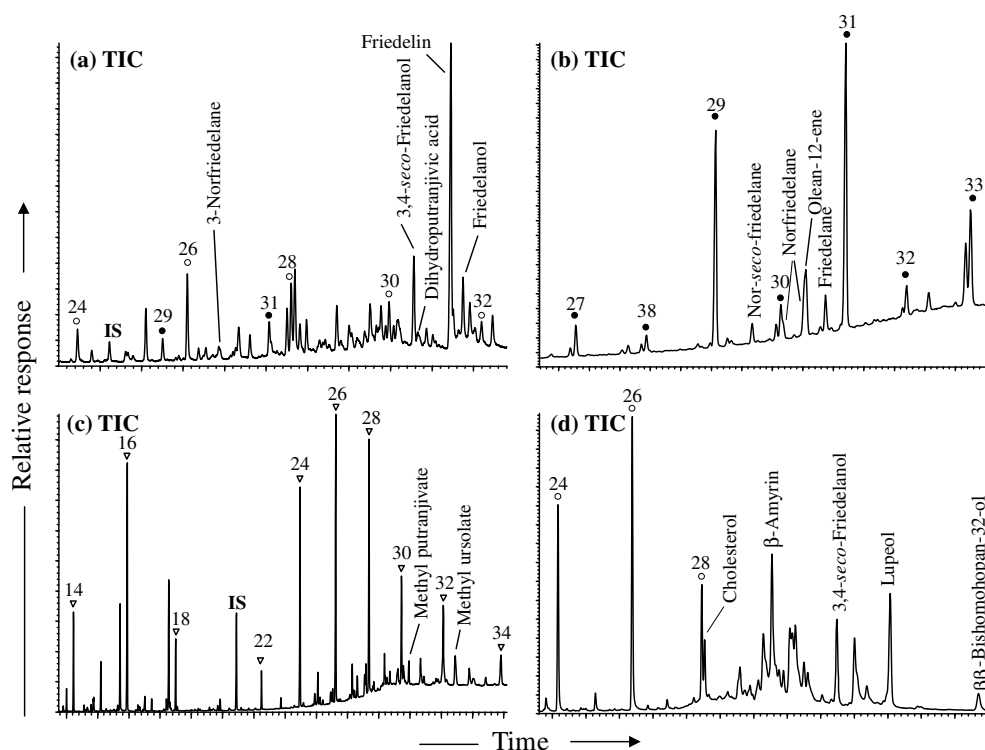 (a) TIC
Friedelin
3-Norfriedelane
3,4-seco-Friedelanol
Dihydroputranjivic acid
Friedelanol
24
IS
29
26
31
28
30
32
(b) TIC
27
38
29
Nor-seco-friedelane
30
Norfriedelane
Olean-12-ene
Friedelane
31
32
33
(c) TIC
14
16
18
IS
22
24
26
28
30
Methyl putranjivate
32
Methyl ursolate
34
(d) TIC
24
26
28
Cholesterol
β-Amyrin
3,4-seco-Friedelanol
Lupeol
ββ-Bishomohopan-32-ol
Relative response
Time